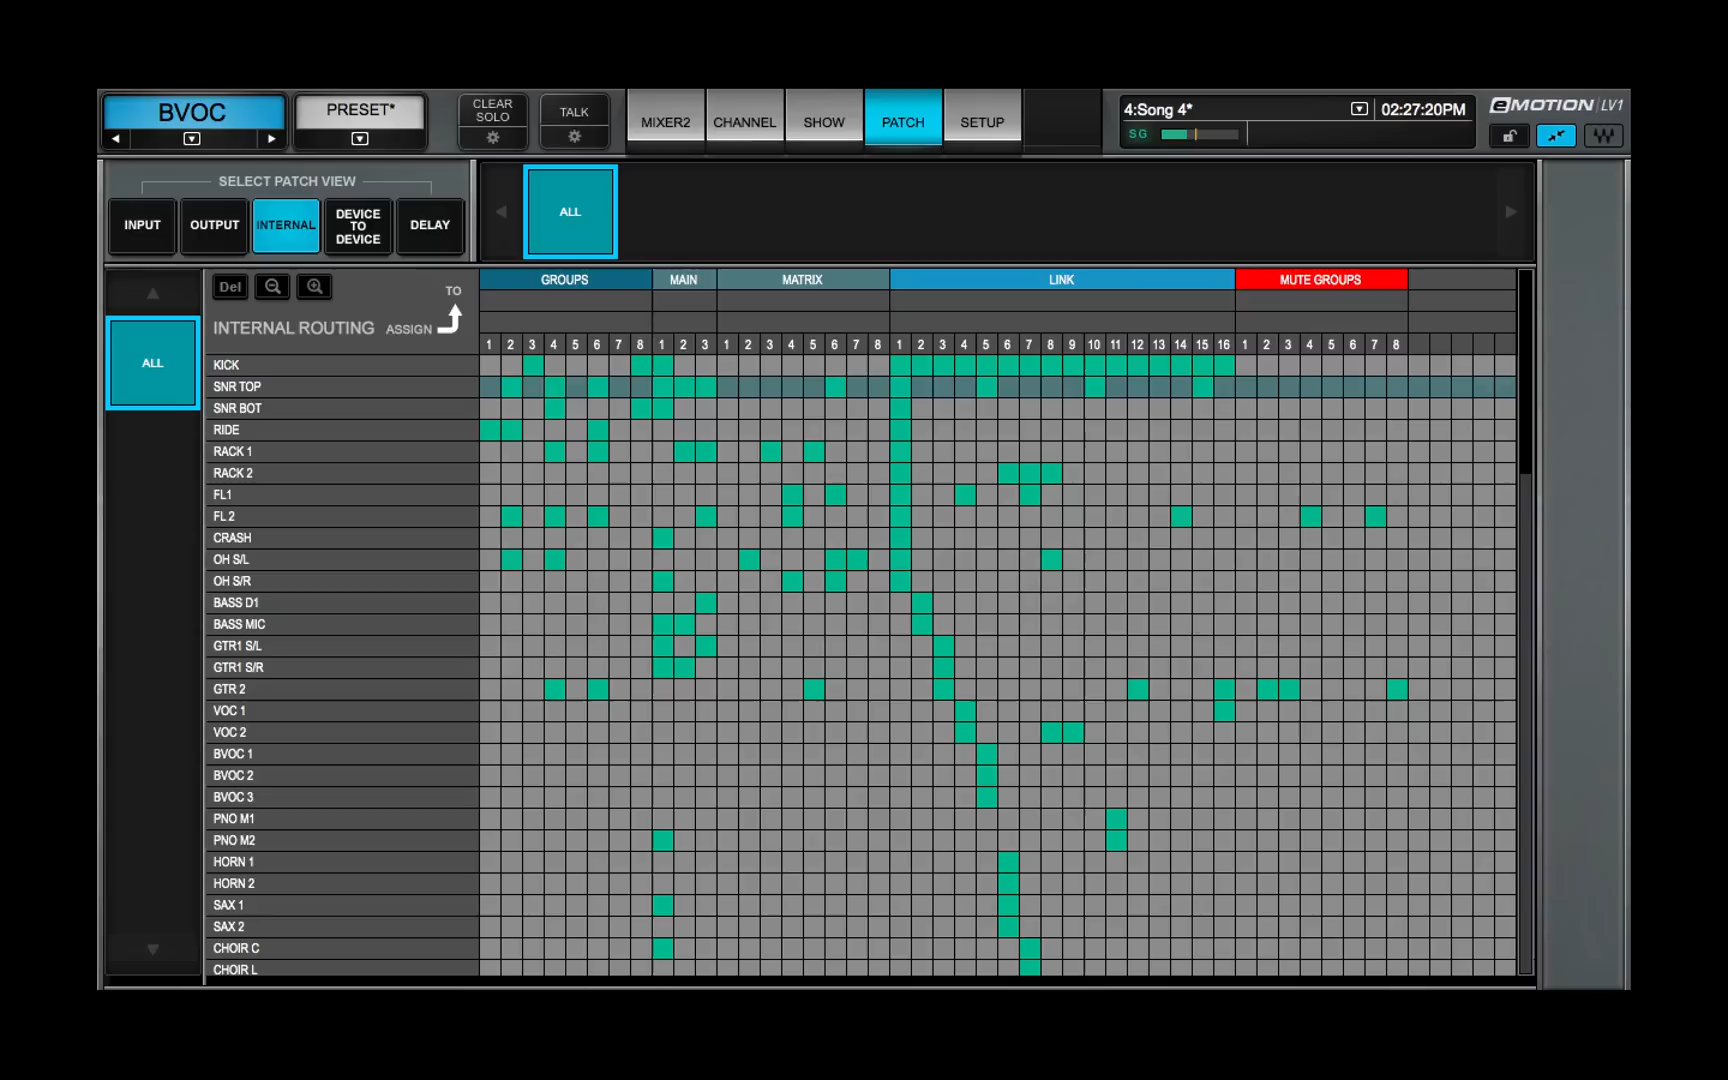 BVOC
PRESET*
CLEAR SOLO
TALK
MIXER2
CHANNEL
SHOW
PATCH
SETUP
4:Song 4*
02:27:20PM
SG
eMOTION LV1
SELECT PATCH VIEW
INPUT
OUTPUT
INTERNAL
DEVICE TO DEVICE
DELAY
ALL
ALL
Del
TO
INTERNAL ROUTING ASSIGN
GROUPS MAIN MATRIX LINK MUTE GROUPS
1 2 3 4 5 6 7 8 1 2 3 1 2 3 4 5 6 7 8 1 2 3 4 5 6 7 8 9 10 11 12 13 14 15 16 1 2 3 4 5 6 7 8
KICK
SNR TOP
SNR BOT
RIDE
RACK 1
RACK 2
FL1
FL 2
CRASH
OH S/L
OH S/R
BASS D1
BASS MIC
GTR1 S/L
GTR1 S/R
GTR 2
VOC 1
VOC 2
BVOC 1
BVOC 2
BVOC 3
PNO M1
PNO M2
HORN 1
HORN 2
SAX 1
SAX 2
CHOIR C
CHOIR L